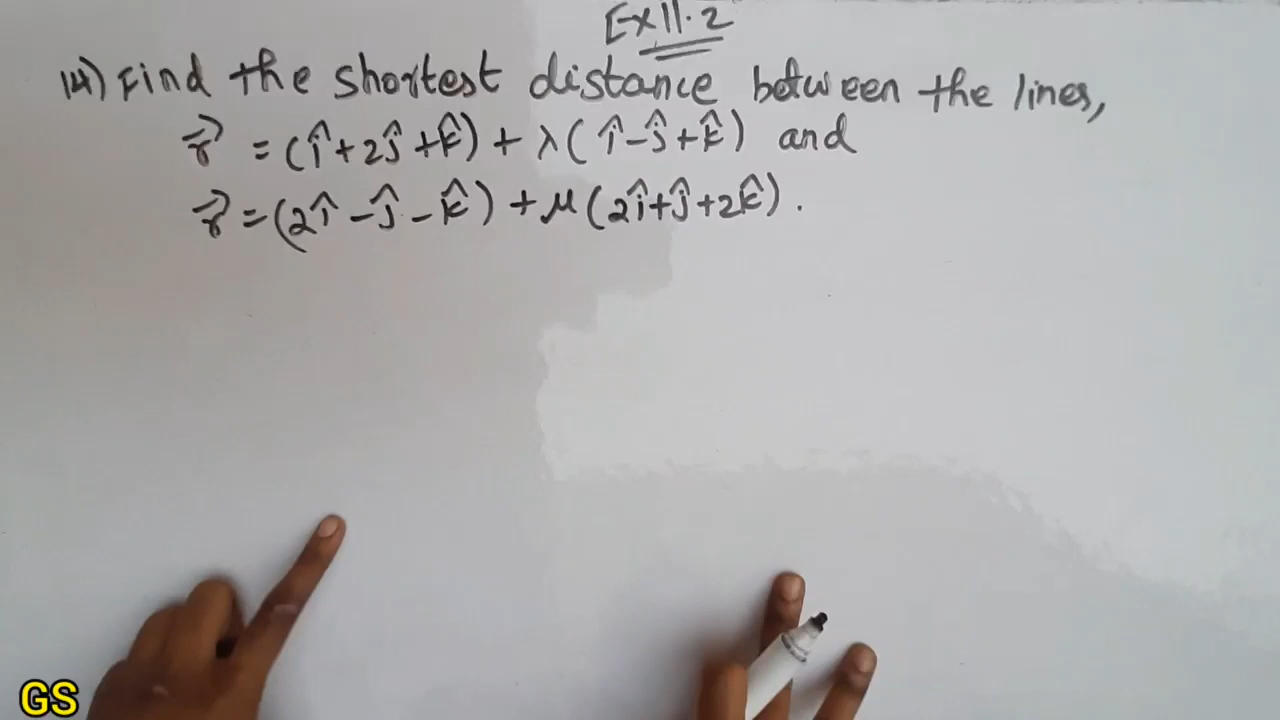 Ex 11.2
14) Find the shortest distance between the lines,
r⃗ = (î+2ĵ+k̂) + λ(î-ĵ+k̂) and
r⃗ = (2î-ĵ-k̂) + μ(2î+ĵ+2k̂).
GS